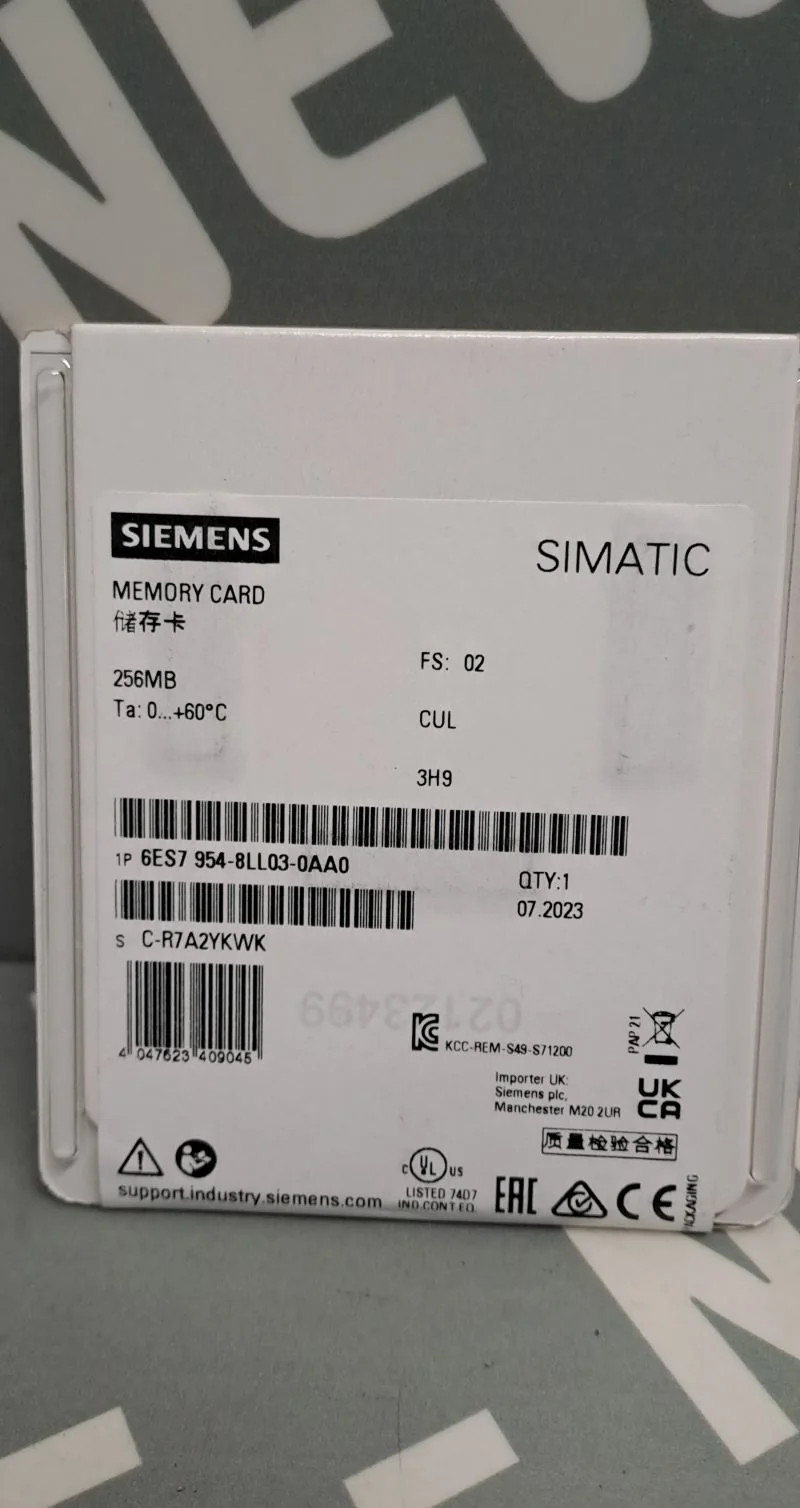 NEW
SIEMENS
SIMATIC
MEMORY CARD
储存卡
256MB
Ta: 0...+60°C
FS: 02
CUL
3H9
1P 6ES7 954-8LL03-0AA0
QTY:1
07.2023
S C-R7A2YKWK
02123499
4 047623 409045
KCC-REM-S49-S71200
PAP 21
Importer UK:
Siemens plc,
Manchester M20 2UR
UK
CA
质量检验合格
support.industry.siemens.com
c UL us
LISTED 74D7
IND.CONT.EQ.
EAC
CE
PACKAGING